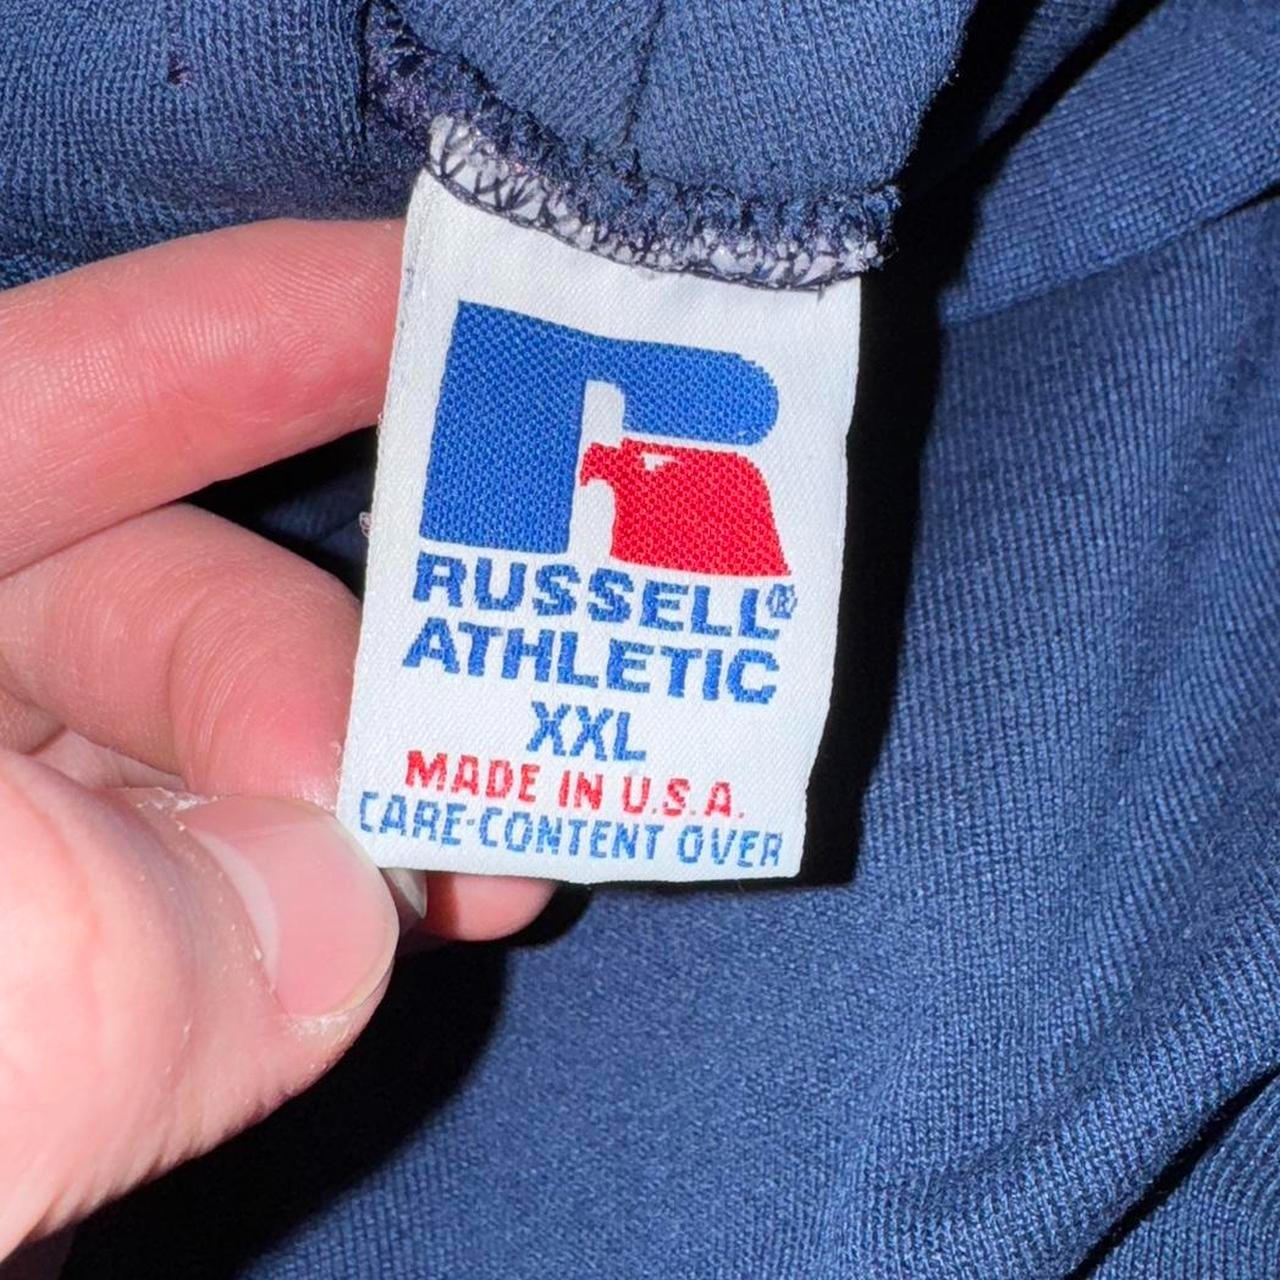 RUSSELL®
ATHLETIC
XXL
MADE IN U.S.A.
CARE-CONTENT OVER